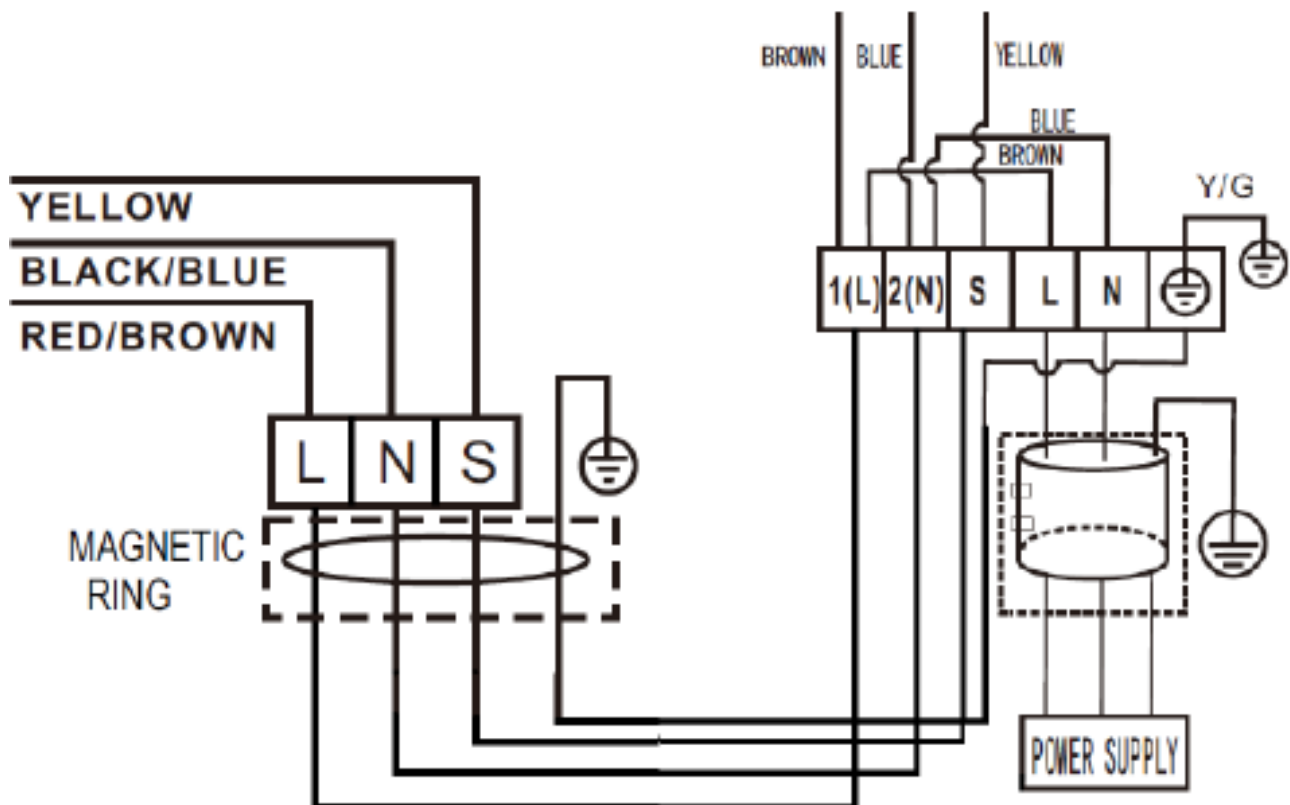 BROWN BLUE YELLOW
BLUE
BROWN
Y/G
YELLOW
BLACK/BLUE
RED/BROWN
1(L) 2(N) S L N
L N S
MAGNETIC
RING
POWER SUPPLY